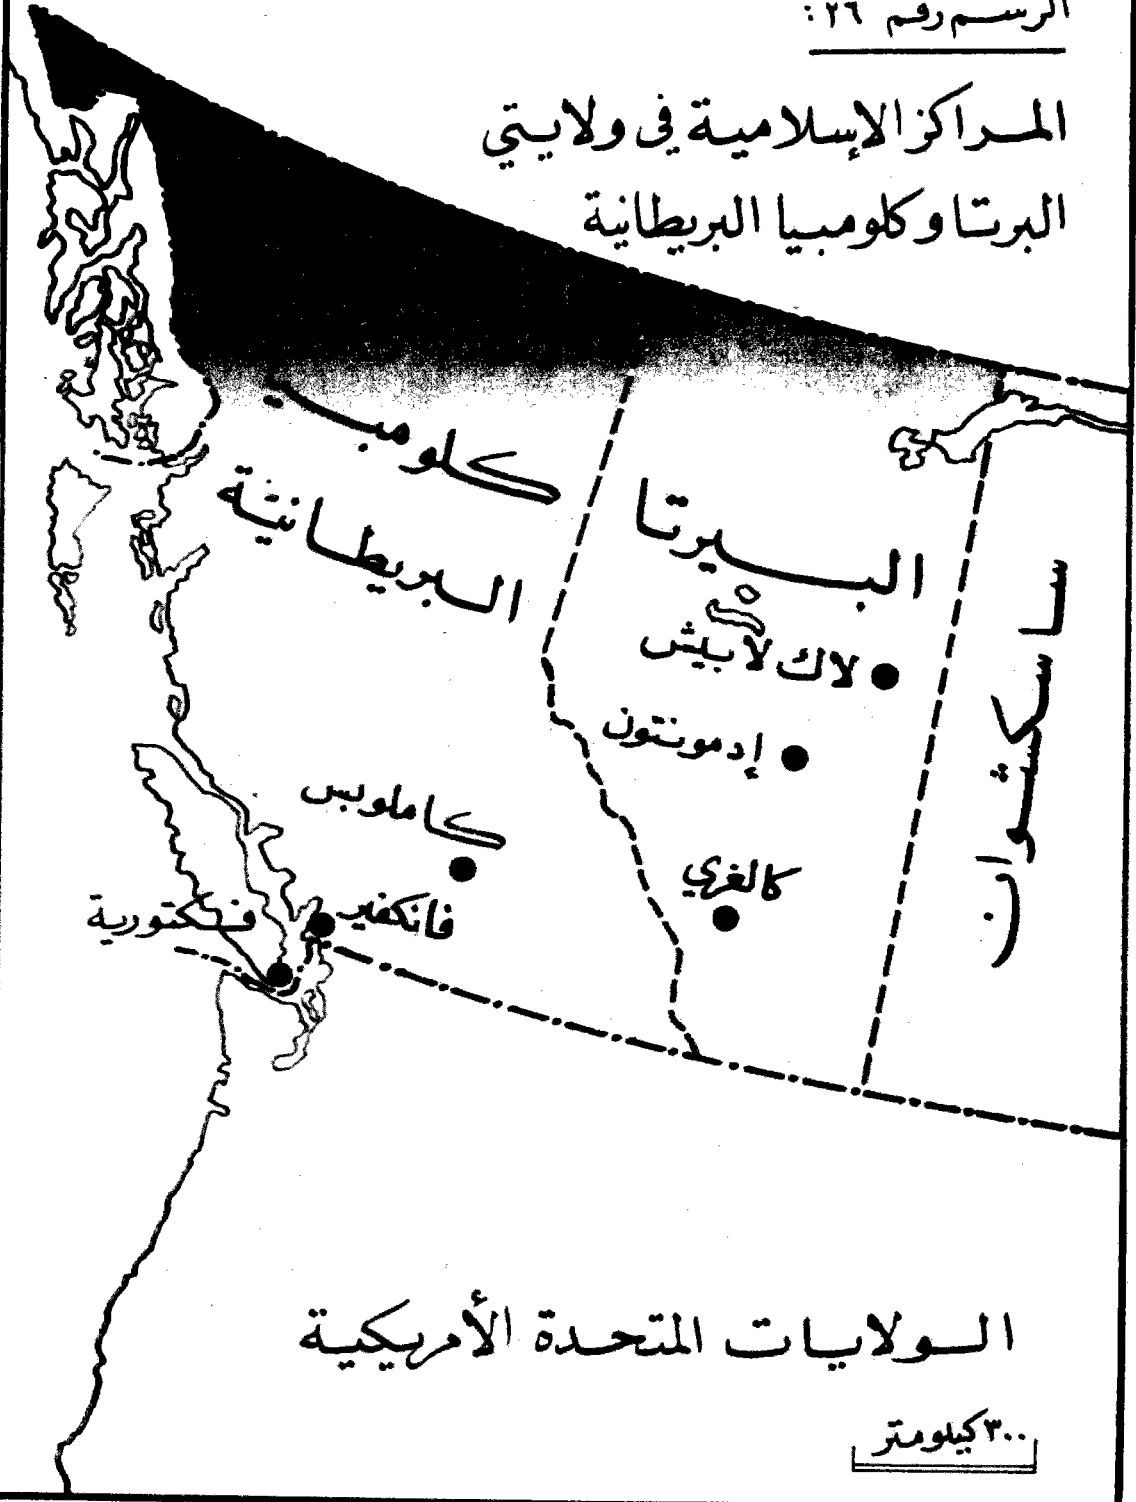 الرسم رقم ٢٦ :
المراكز الإسلامية في ولايتي
البرتا وكلومبيا البريطانية
كلومبيا
البريطانية
البيرتا
لاك لابيش
إدمونتون
ساسكثوان
كاملوبس
كالغري
فانكفير
فكتورية
الولايات المتحدة الأمريكية
٣٠٠ كيلومتر